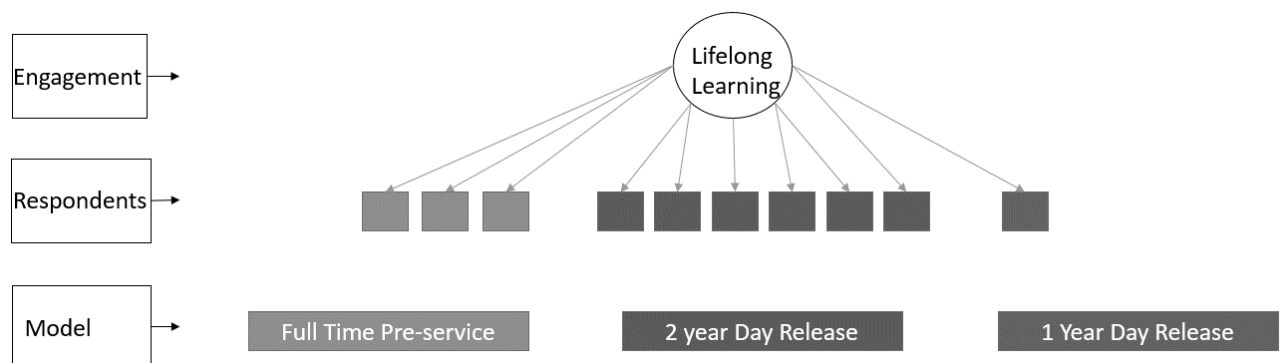 Engagement
Lifelong
Learning
Respondents
Model
Full Time Pre-service
2 year Day Release
1 Year Day Release